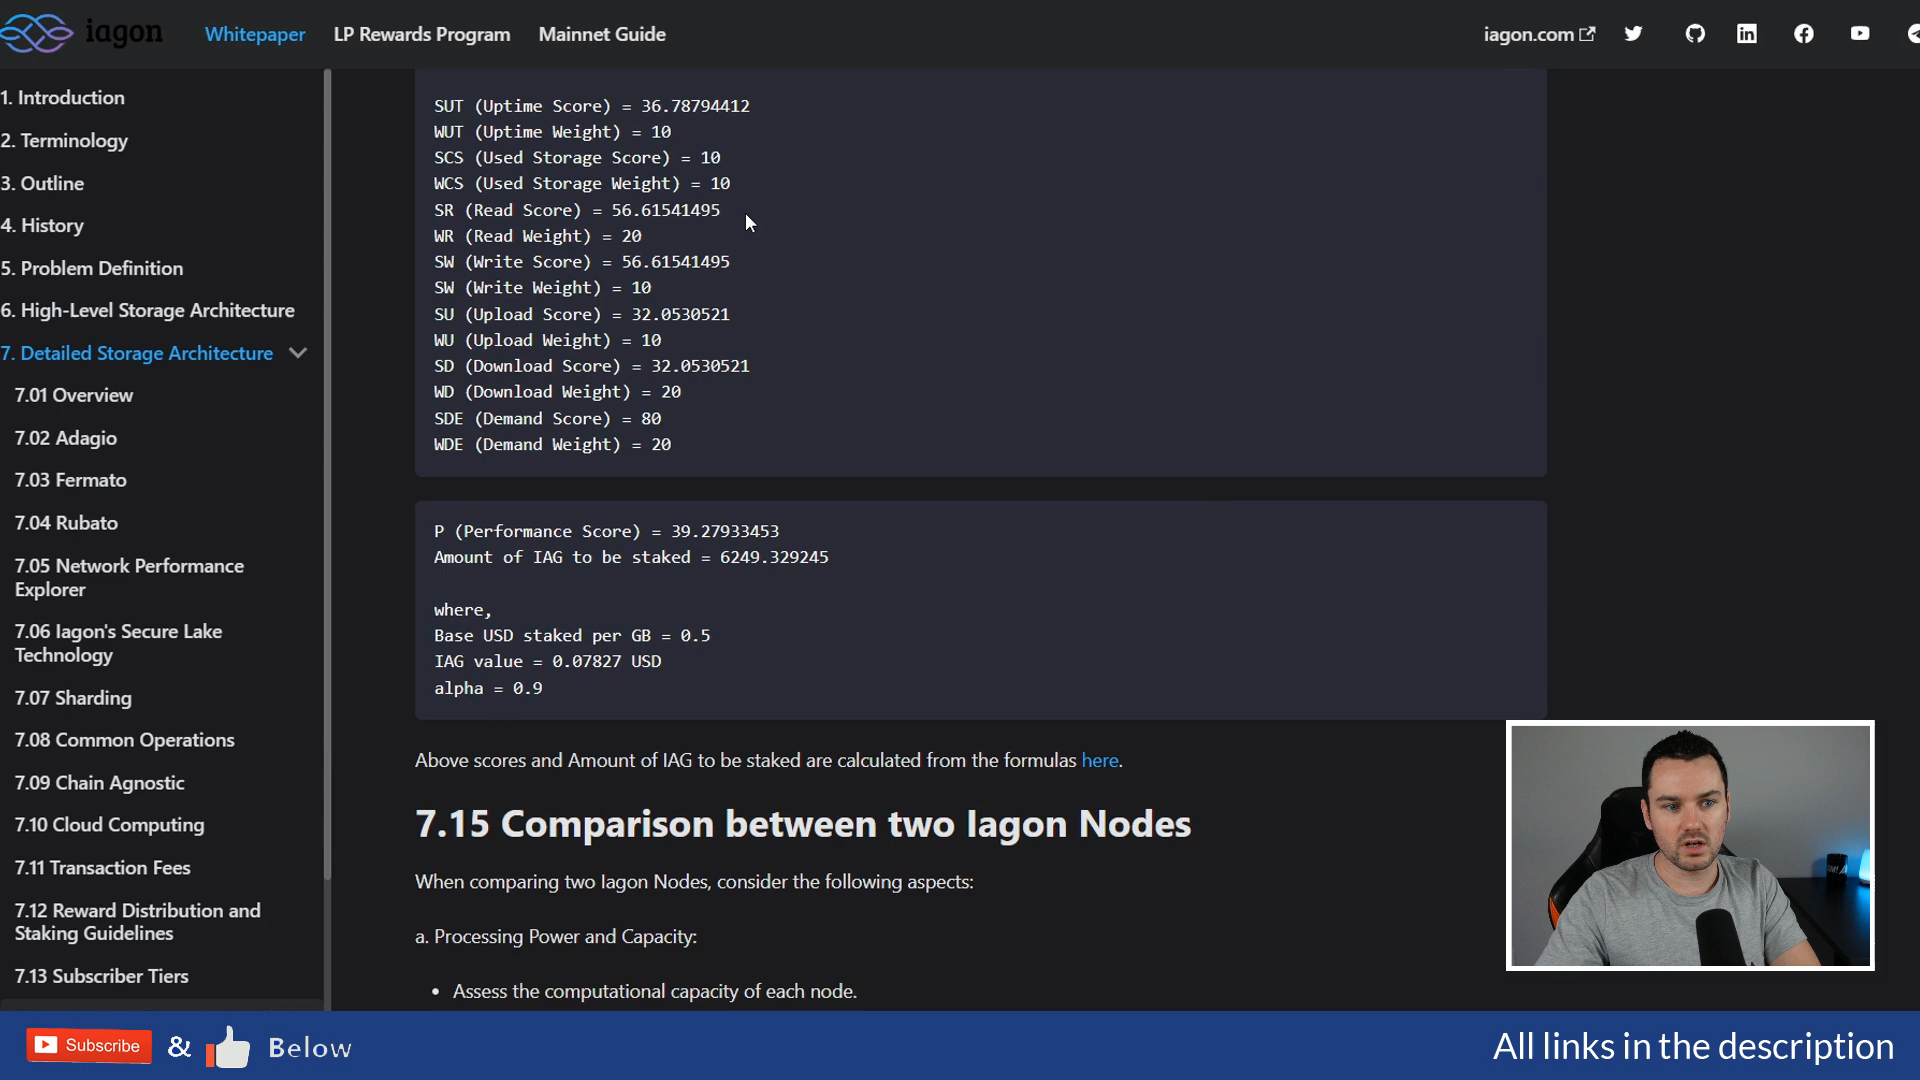 iagon
Whitepaper
LP Rewards Program
Mainnet Guide
iagon.com
1. Introduction
2. Terminology
3. Outline
4. History
5. Problem Definition
6. High-Level Storage Architecture
7. Detailed Storage Architecture
7.01 Overview
7.02 Adagio
7.03 Fermato
7.04 Rubato
7.05 Network Performance
Explorer
7.06 Iagon's Secure Lake
Technology
7.07 Sharding
7.08 Common Operations
7.09 Chain Agnostic
7.10 Cloud Computing
7.11 Transaction Fees
7.12 Reward Distribution and
Staking Guidelines
7.13 Subscriber Tiers
SUT (Uptime Score) = 36.78794412
WUT (Uptime Weight) = 10
SCS (Used Storage Score) = 10
WCS (Used Storage Weight) = 10
SR (Read Score) = 56.61541495
WR (Read Weight) = 20
SW (Write Score) = 56.61541495
SW (Write Weight) = 10
SU (Upload Score) = 32.0530521
WU (Upload Weight) = 10
SD (Download Score) = 32.0530521
WD (Download Weight) = 20
SDE (Demand Score) = 80
WDE (Demand Weight) = 20
P (Performance Score) = 39.27933453
Amount of IAG to be staked = 6249.329245
where,
Base USD staked per GB = 0.5
IAG value = 0.07827 USD
alpha = 0.9
Above scores and Amount of IAG to be staked are calculated from the formulas here.
7.15 Comparison between two Iagon Nodes
When comparing two Iagon Nodes, consider the following aspects:
a. Processing Power and Capacity:
• Assess the computational capacity of each node.
Subscribe & Below
All links in the description